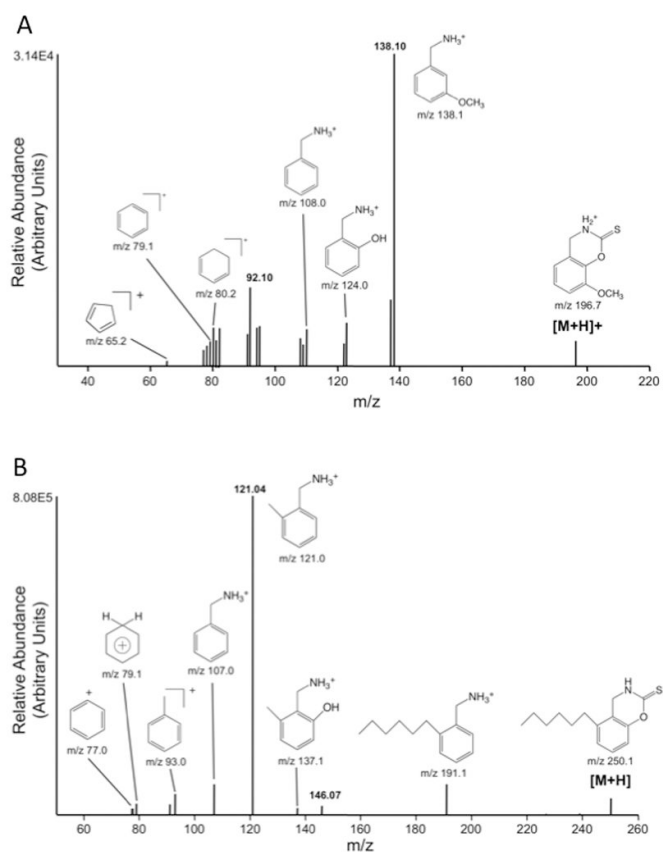 A
3.14E4
Relative Abundance
(Arbitrary Units)
138.10
NH₃⁺
OCH₃
m/z 138.1
NH₃⁺
m/z 108.0
NH₃⁺
OH
m/z 124.0
m/z 79.1
m/z 80.2
92.10
+
m/z 65.2
H₂⁺
N
S
O
OCH₃
m/z 196.7
[M+H]+
40 60 80 100 120 140 160 180 200 220
m/z
B
8.08E5
Relative Abundance
(Arbitrary Units)
121.04
NH₃⁺
m/z 121.0
NH₃⁺
m/z 107.0
H H
+
m/z 79.1
+
m/z 77.0
+
m/z 93.0
NH₃⁺
OH
m/z 137.1
146.07
NH₃⁺
m/z 191.1
H
N
S
O
m/z 250.1
[M+H]
60 80 100 120 140 160 180 200 220 240 260
m/z